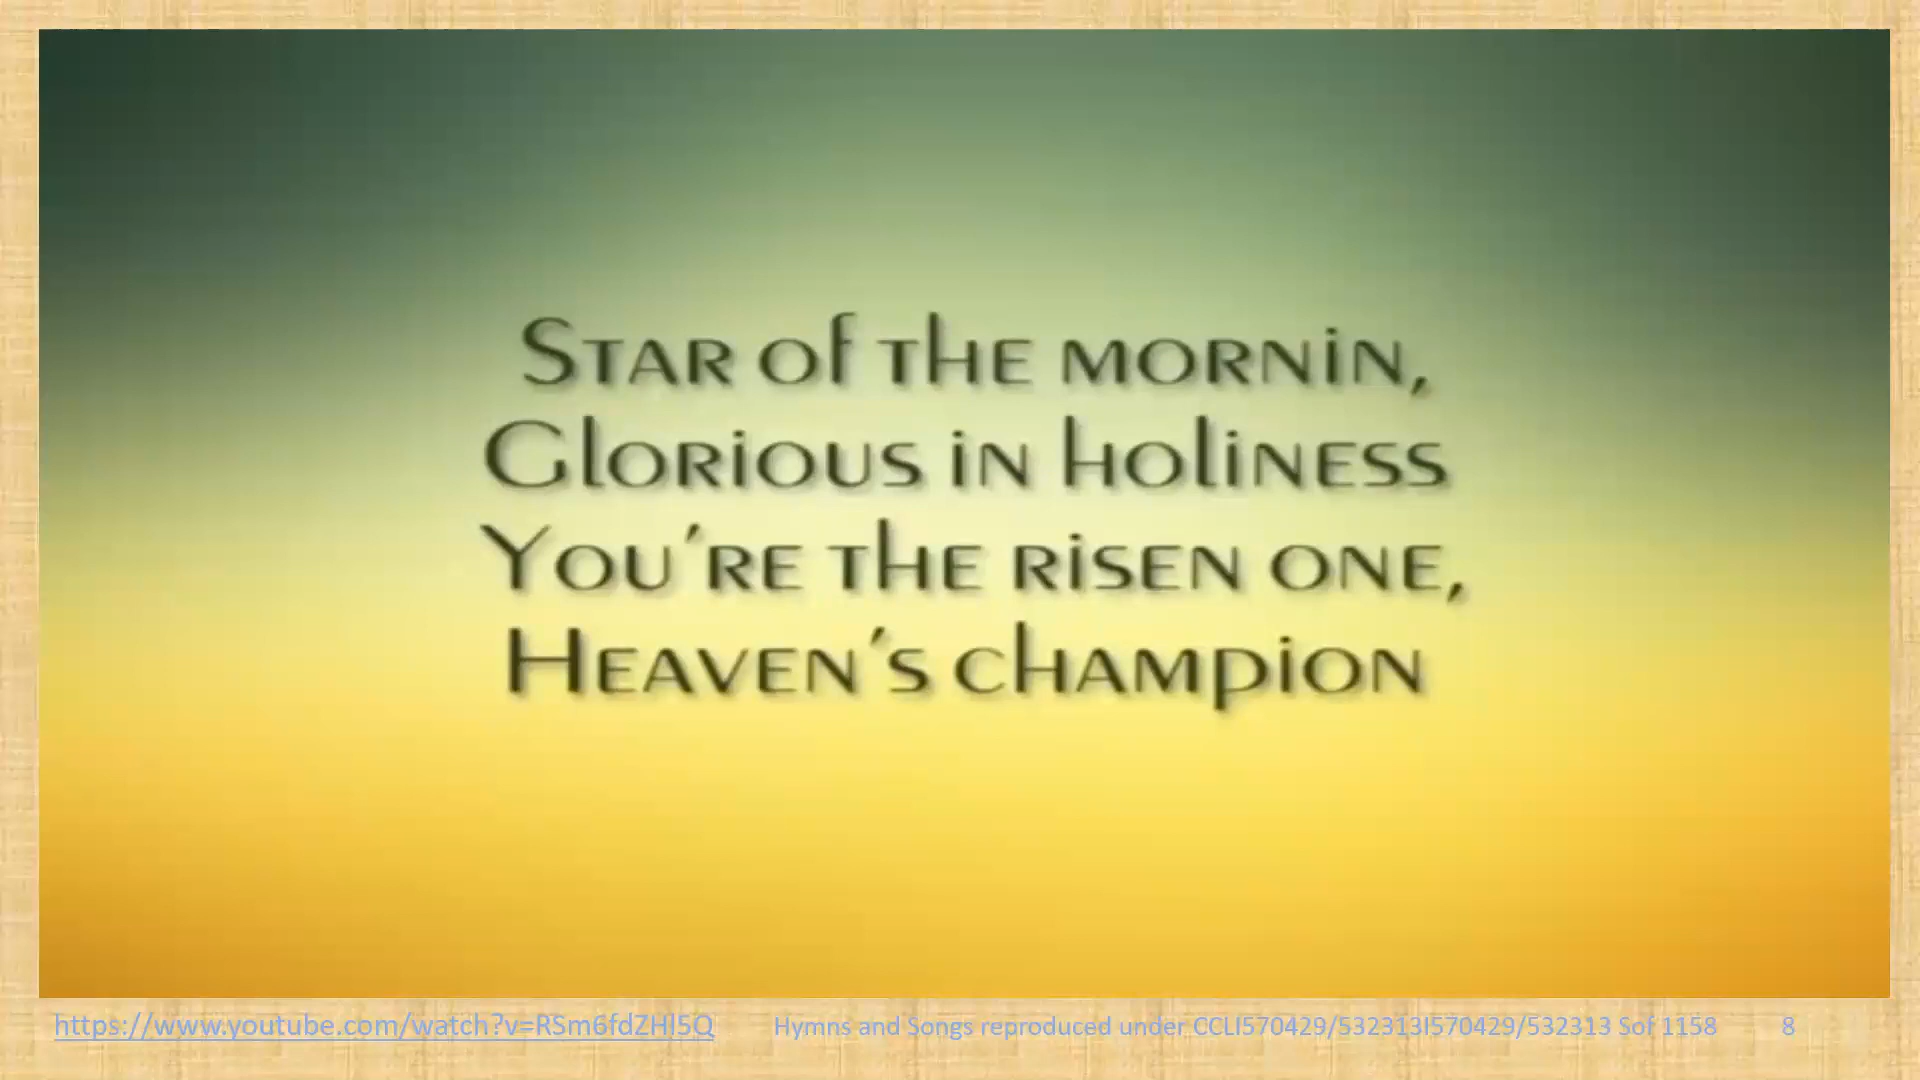 Star of the mornin,
Glorious in holiness
You're the risen one,
Heaven's champion
https://www.youtube.com/watch?v=RSm6fdZHl5Q Hymns and Songs reproduced under CCLI570429/532313I570429/532313 Sof 1158 8